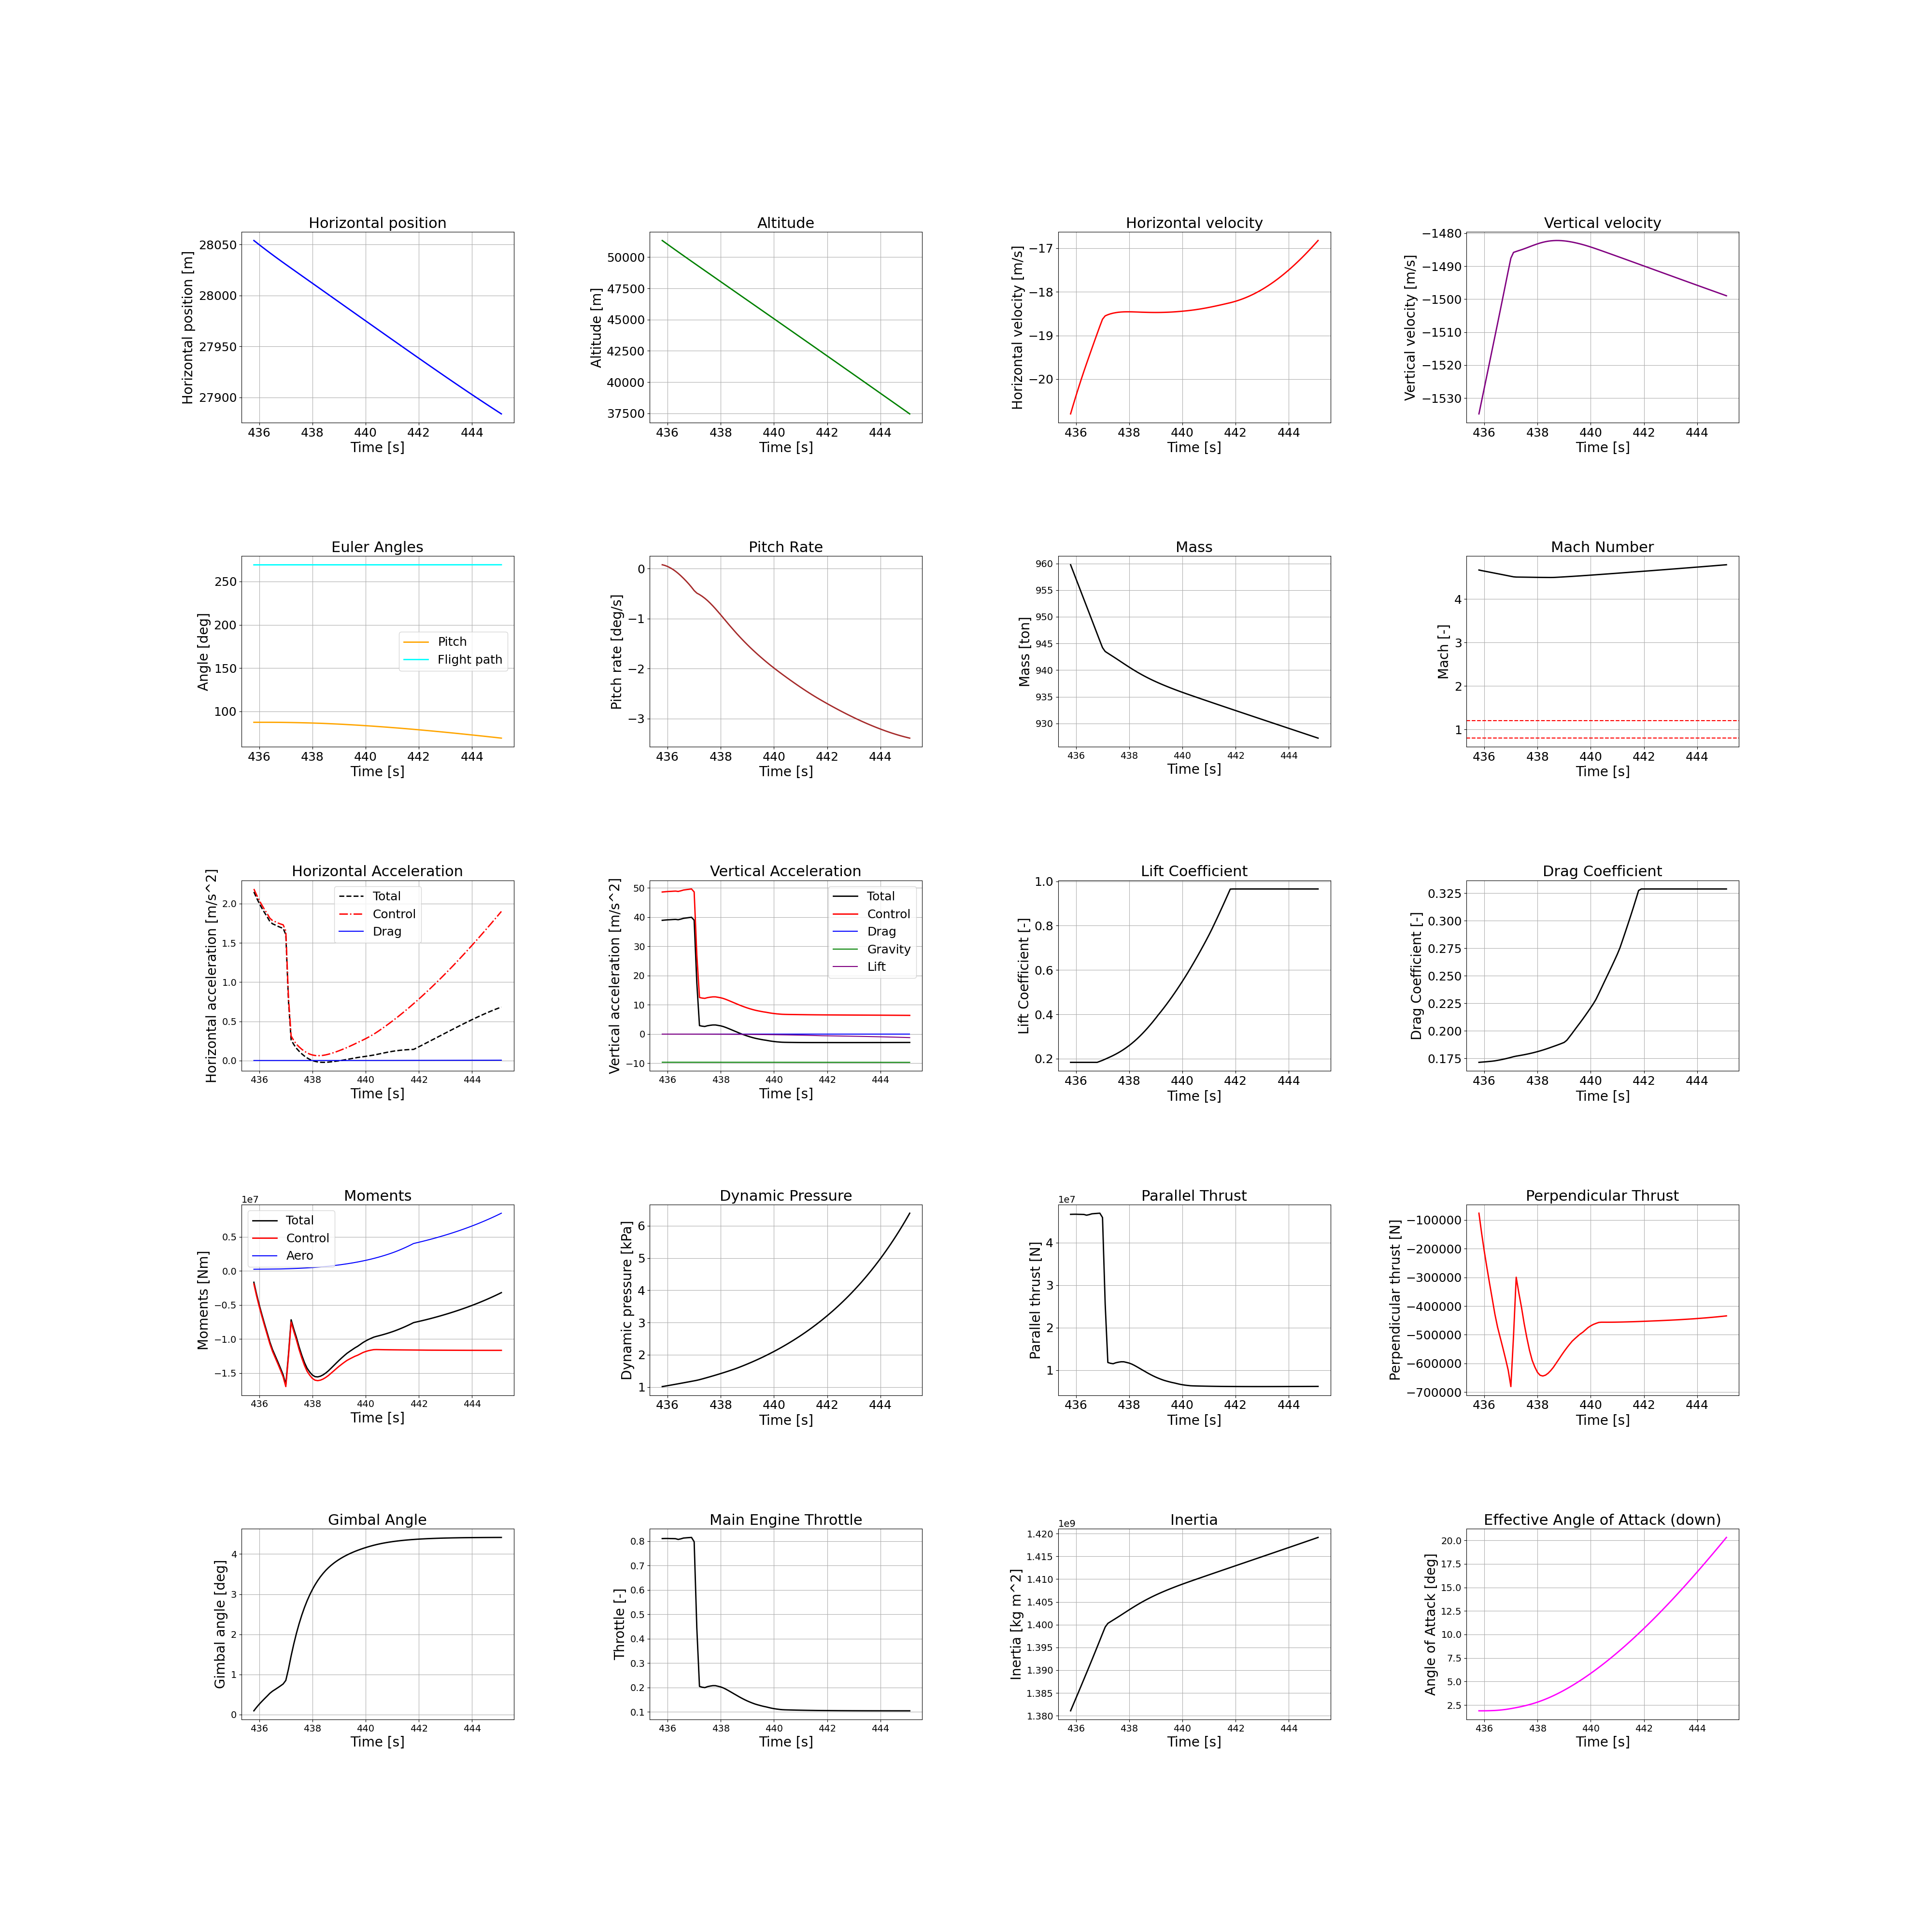 Horizontal position
Horizontal position [m]
28050
28000
27950
27900
436 438 440 442 444
Time [s]
Altitude
Altitude [m]
50000
47500
45000
42500
40000
37500
436 438 440 442 444
Time [s]
Horizontal velocity
Horizontal velocity [m/s]
−17
−18
−19
−20
436 438 440 442 444
Time [s]
Vertical velocity
Vertical velocity [m/s]
−1480
−1490
−1500
−1510
−1520
−1530
436 438 440 442 444
Time [s]
Euler Angles
Angle [deg]
250
200
150
100
Pitch
Flight path
436 438 440 442 444
Time [s]
Pitch Rate
Pitch rate [deg/s]
0
−1
−2
−3
436 438 440 442 444
Time [s]
Mass
Mass [ton]
960
955
950
945
940
935
930
436 438 440 442 444
Time [s]
Mach Number
Mach [-]
4
3
2
1
436 438 440 442 444
Time [s]
Horizontal Acceleration
Horizontal acceleration [m/s^2]
2.0
1.5
1.0
0.5
0.0
Total
Control
Drag
436 438 440 442 444
Time [s]
Vertical Acceleration
Vertical acceleration [m/s^2]
50
40
30
20
10
0
−10
Total
Control
Drag
Gravity
Lift
436 438 440 442 444
Time [s]
Lift Coefficient
Lift Coefficient [-]
1.0
0.8
0.6
0.4
0.2
436 438 440 442 444
Time [s]
Drag Coefficient
Drag Coefficient [-]
0.325
0.300
0.275
0.250
0.225
0.200
0.175
436 438 440 442 444
Time [s]
Moments
1e7
Moments [Nm]
0.5
0.0
−0.5
−1.0
−1.5
Total
Control
Aero
436 438 440 442 444
Time [s]
Dynamic Pressure
Dynamic pressure [kPa]
6
5
4
3
2
1
436 438 440 442 444
Time [s]
Parallel Thrust
1e7
Parallel thrust [N]
4
3
2
1
436 438 440 442 444
Time [s]
Perpendicular Thrust
Perpendicular thrust [N]
−100000
−200000
−300000
−400000
−500000
−600000
−700000
436 438 440 442 444
Time [s]
Gimbal Angle
Gimbal angle [deg]
4
3
2
1
0
436 438 440 442 444
Time [s]
Main Engine Throttle
Throttle [-]
0.8
0.7
0.6
0.5
0.4
0.3
0.2
0.1
436 438 440 442 444
Time [s]
Inertia
1e9
Inertia [kg m^2]
1.420
1.415
1.410
1.405
1.400
1.395
1.390
1.385
1.380
436 438 440 442 444
Time [s]
Effective Angle of Attack (down)
Angle of Attack [deg]
20.0
17.5
15.0
12.5
10.0
7.5
5.0
2.5
436 438 440 442 444
Time [s]